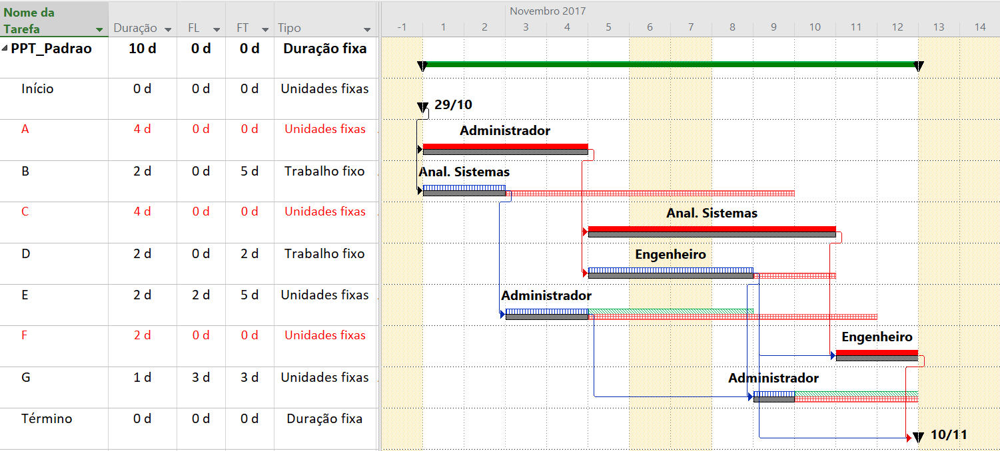 Nome da Tarefa Duração FL FT Tipo
Novembro 2017
-1 1 2 3 4 5 6 7 8 9 10 11 12 13 14
PPT_Padrao 10 d 0 d 0 d Duração fixa
Início 0 d 0 d 0 d Unidades fixas 29/10
A 4 d 0 d 0 d Unidades fixas Administrador
B 2 d 0 d 5 d Trabalho fixo Anal. Sistemas
C 4 d 0 d 0 d Unidades fixas Anal. Sistemas
D 2 d 0 d 2 d Trabalho fixo Engenheiro
E 2 d 2 d 5 d Unidades fixas Administrador
F 2 d 0 d 0 d Unidades fixas Engenheiro
G 1 d 3 d 3 d Unidades fixas Administrador
Término 0 d 0 d 0 d Duração fixa 10/11